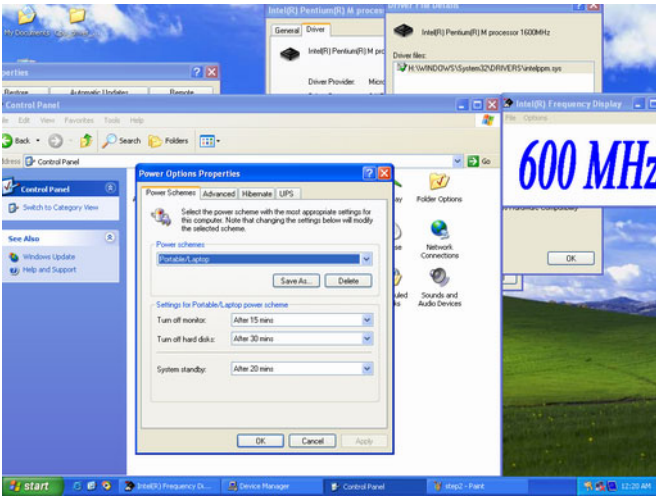 My Documents
Intel(R) Pentium(R) M proces
Driver File Details
General Driver
Intel(R) Pentium(R) M pr
Driver Provider: Micro
Intel(R) Pentium(R) M processor 1600MHz
Driver files:
H:\WINDOWS\System32\DRIVERS\intelppm.sys
perties
Restore Automatic Updates Remote
Control Panel
Edit View Favorites Tools Help
Back Search Folders
ddress Control Panel Go
Control Panel
Switch to Category View
See Also
Windows Update
Help and Support
Folder Options
Network
Connections
Sounds and
Audio Devices
Power Options Properties
Power Schemes Advanced Hibernate UPS
Select the power scheme with the most appropriate settings for
this computer. Note that changing the settings below will modify
the selected scheme.
Power schemes
Portable/Laptop
Save As... Delete
Settings for Portable/Laptop power scheme
Turn off monitor: After 15 mins
Turn off hard disks: After 30 mins
System standby: After 20 mins
OK Cancel Apply
Intel(R) Frequency Display
File Options
600 MHz
OK
start
Intel(R) Frequency Di...
Device Manager
Control Panel
step2 - Paint
12:20 AM